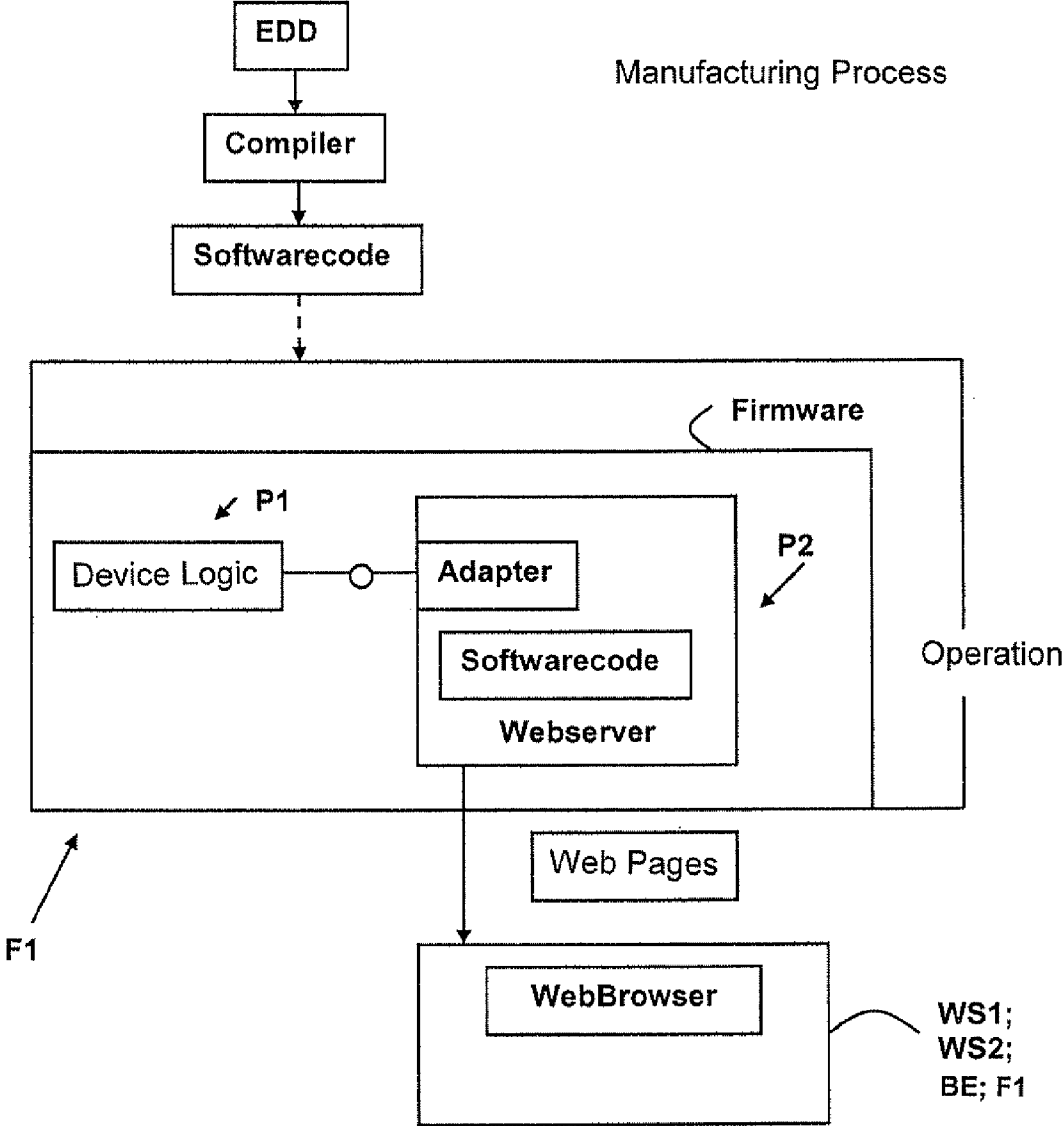 EDD
Manufacturing Process
Compiler
Softwarecode
Firmware
P1
P2
Device Logic
Adapter
Softwarecode
Operation
Webserver
Web Pages
F1
WebBrowser
WS1;
WS2;
BE; F1